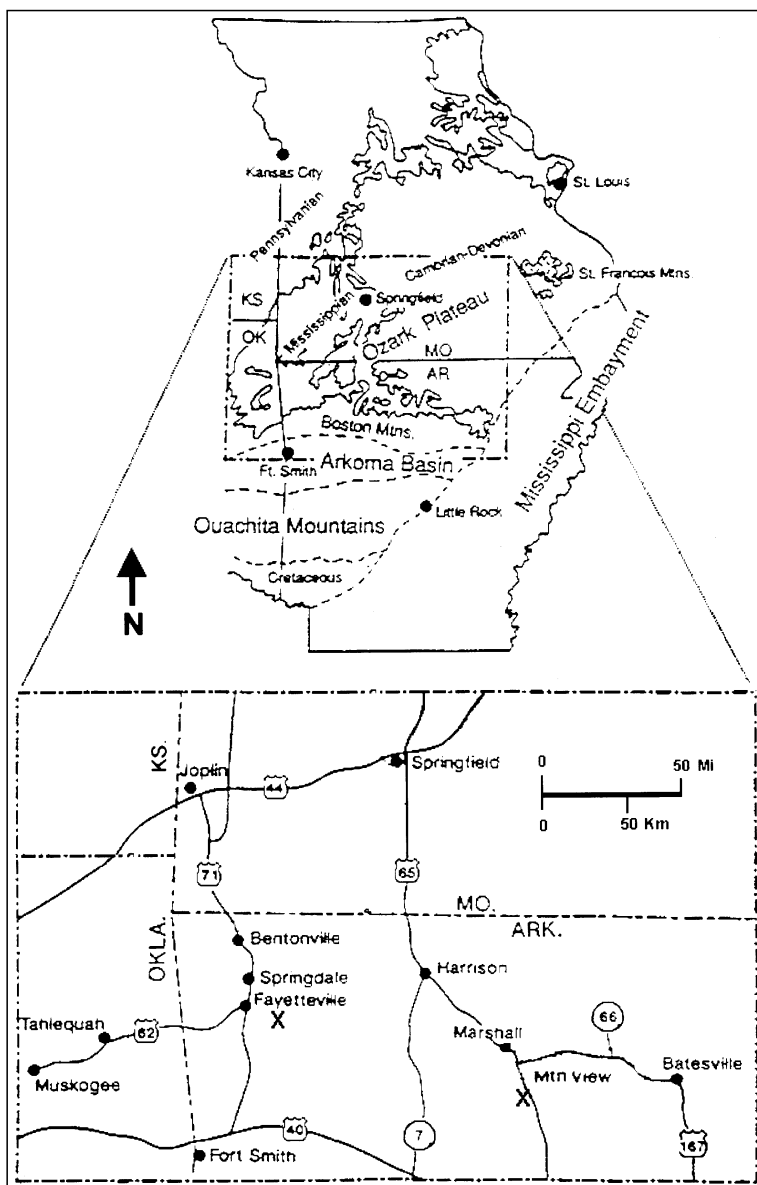 Kansas City
St. Louis
Pennsylvanian
Cambrian-Devonian
St. Francois Mtns.
KS
Springfield
Mississippian
OK
Ozark Plateau
MO
AR
Boston Mtns.
Ft. Smith
Arkoma Basin
Mississippi Embayment
Little Rock
Ouachita Mountains
Cretaceous
N
KS.
Joplin
44
Springfield
0 50 Mi
0 50 Km
71
65
MO.
ARK.
OKLA.
Bentonville
Springdale
Harrison
Fayetteville
X
Tahlequah
62
Marshall
66
Muskogee
Mtn View
Batesville
X
40
7
167
Fort Smith